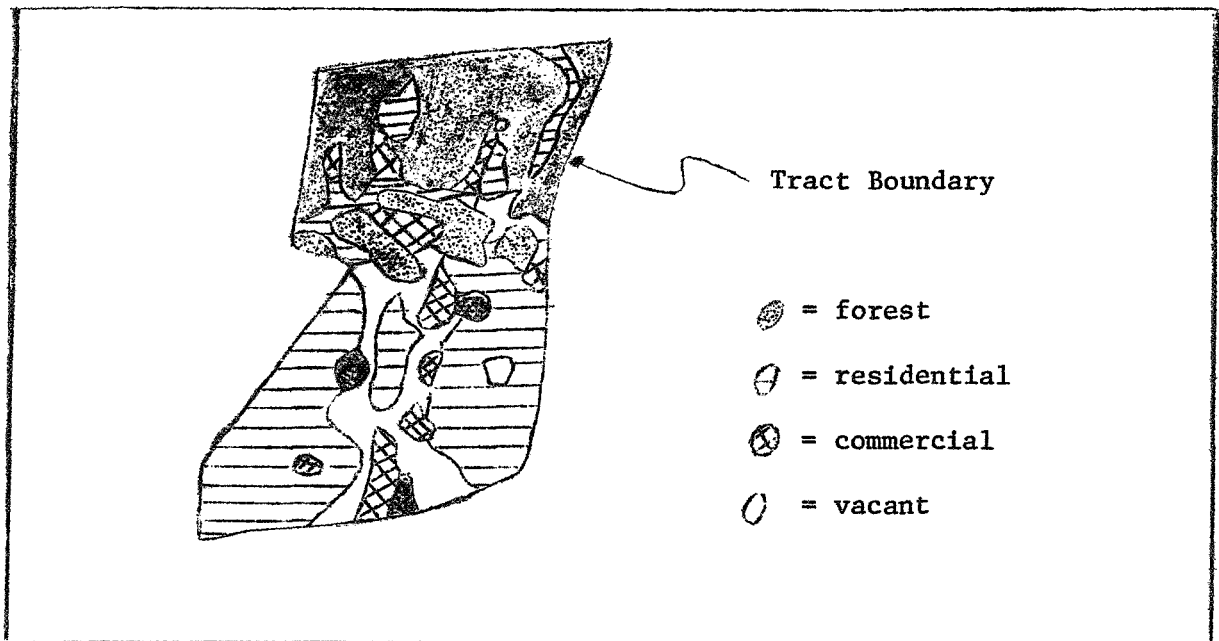 Tract Boundary
= forest
= residential
= commercial
= vacant